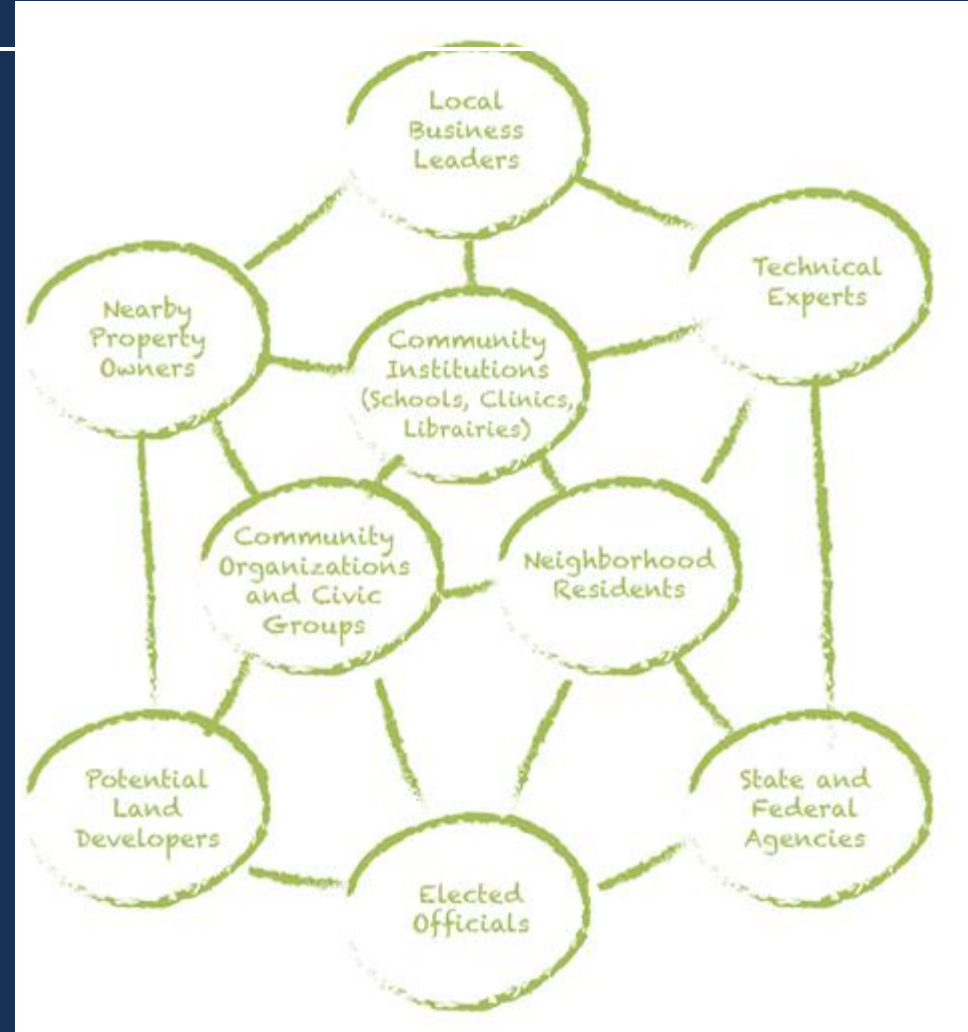 Local
Business
Leaders
Technical
Experts
Nearby
Property
Owners
Community
Institutions
(Schools, Clinics,
Librairies)
Community
Organizations
and Civic
Groups
Neighborhood
Residents
Potential
Land
Developers
State and
Federal
Agencies
Elected
Officials